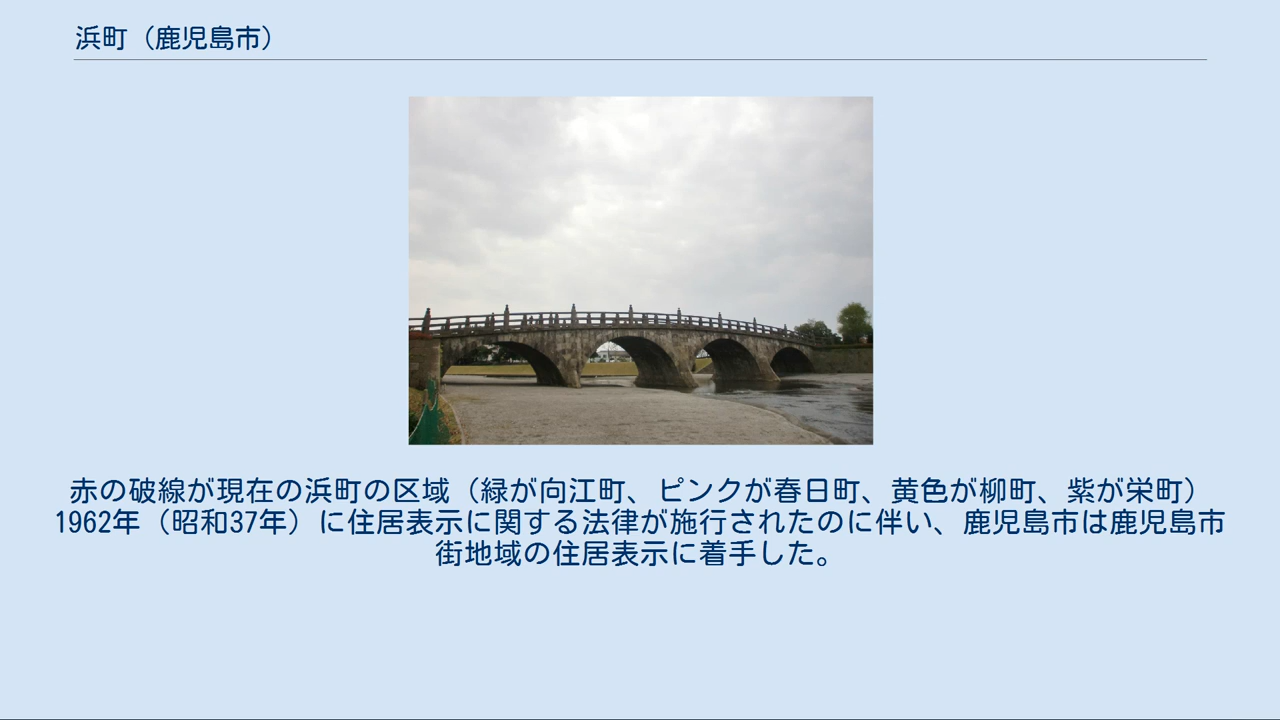 浜町（鹿児島市）
赤の破線が現在の浜町の区域（緑が向江町、ピンクが春日町、黄色が柳町、紫が栄町）
1962年（昭和37年）に住居表示に関する法律が施行されたのに伴い、鹿児島市は鹿児島市
街地域の住居表示に着手した。